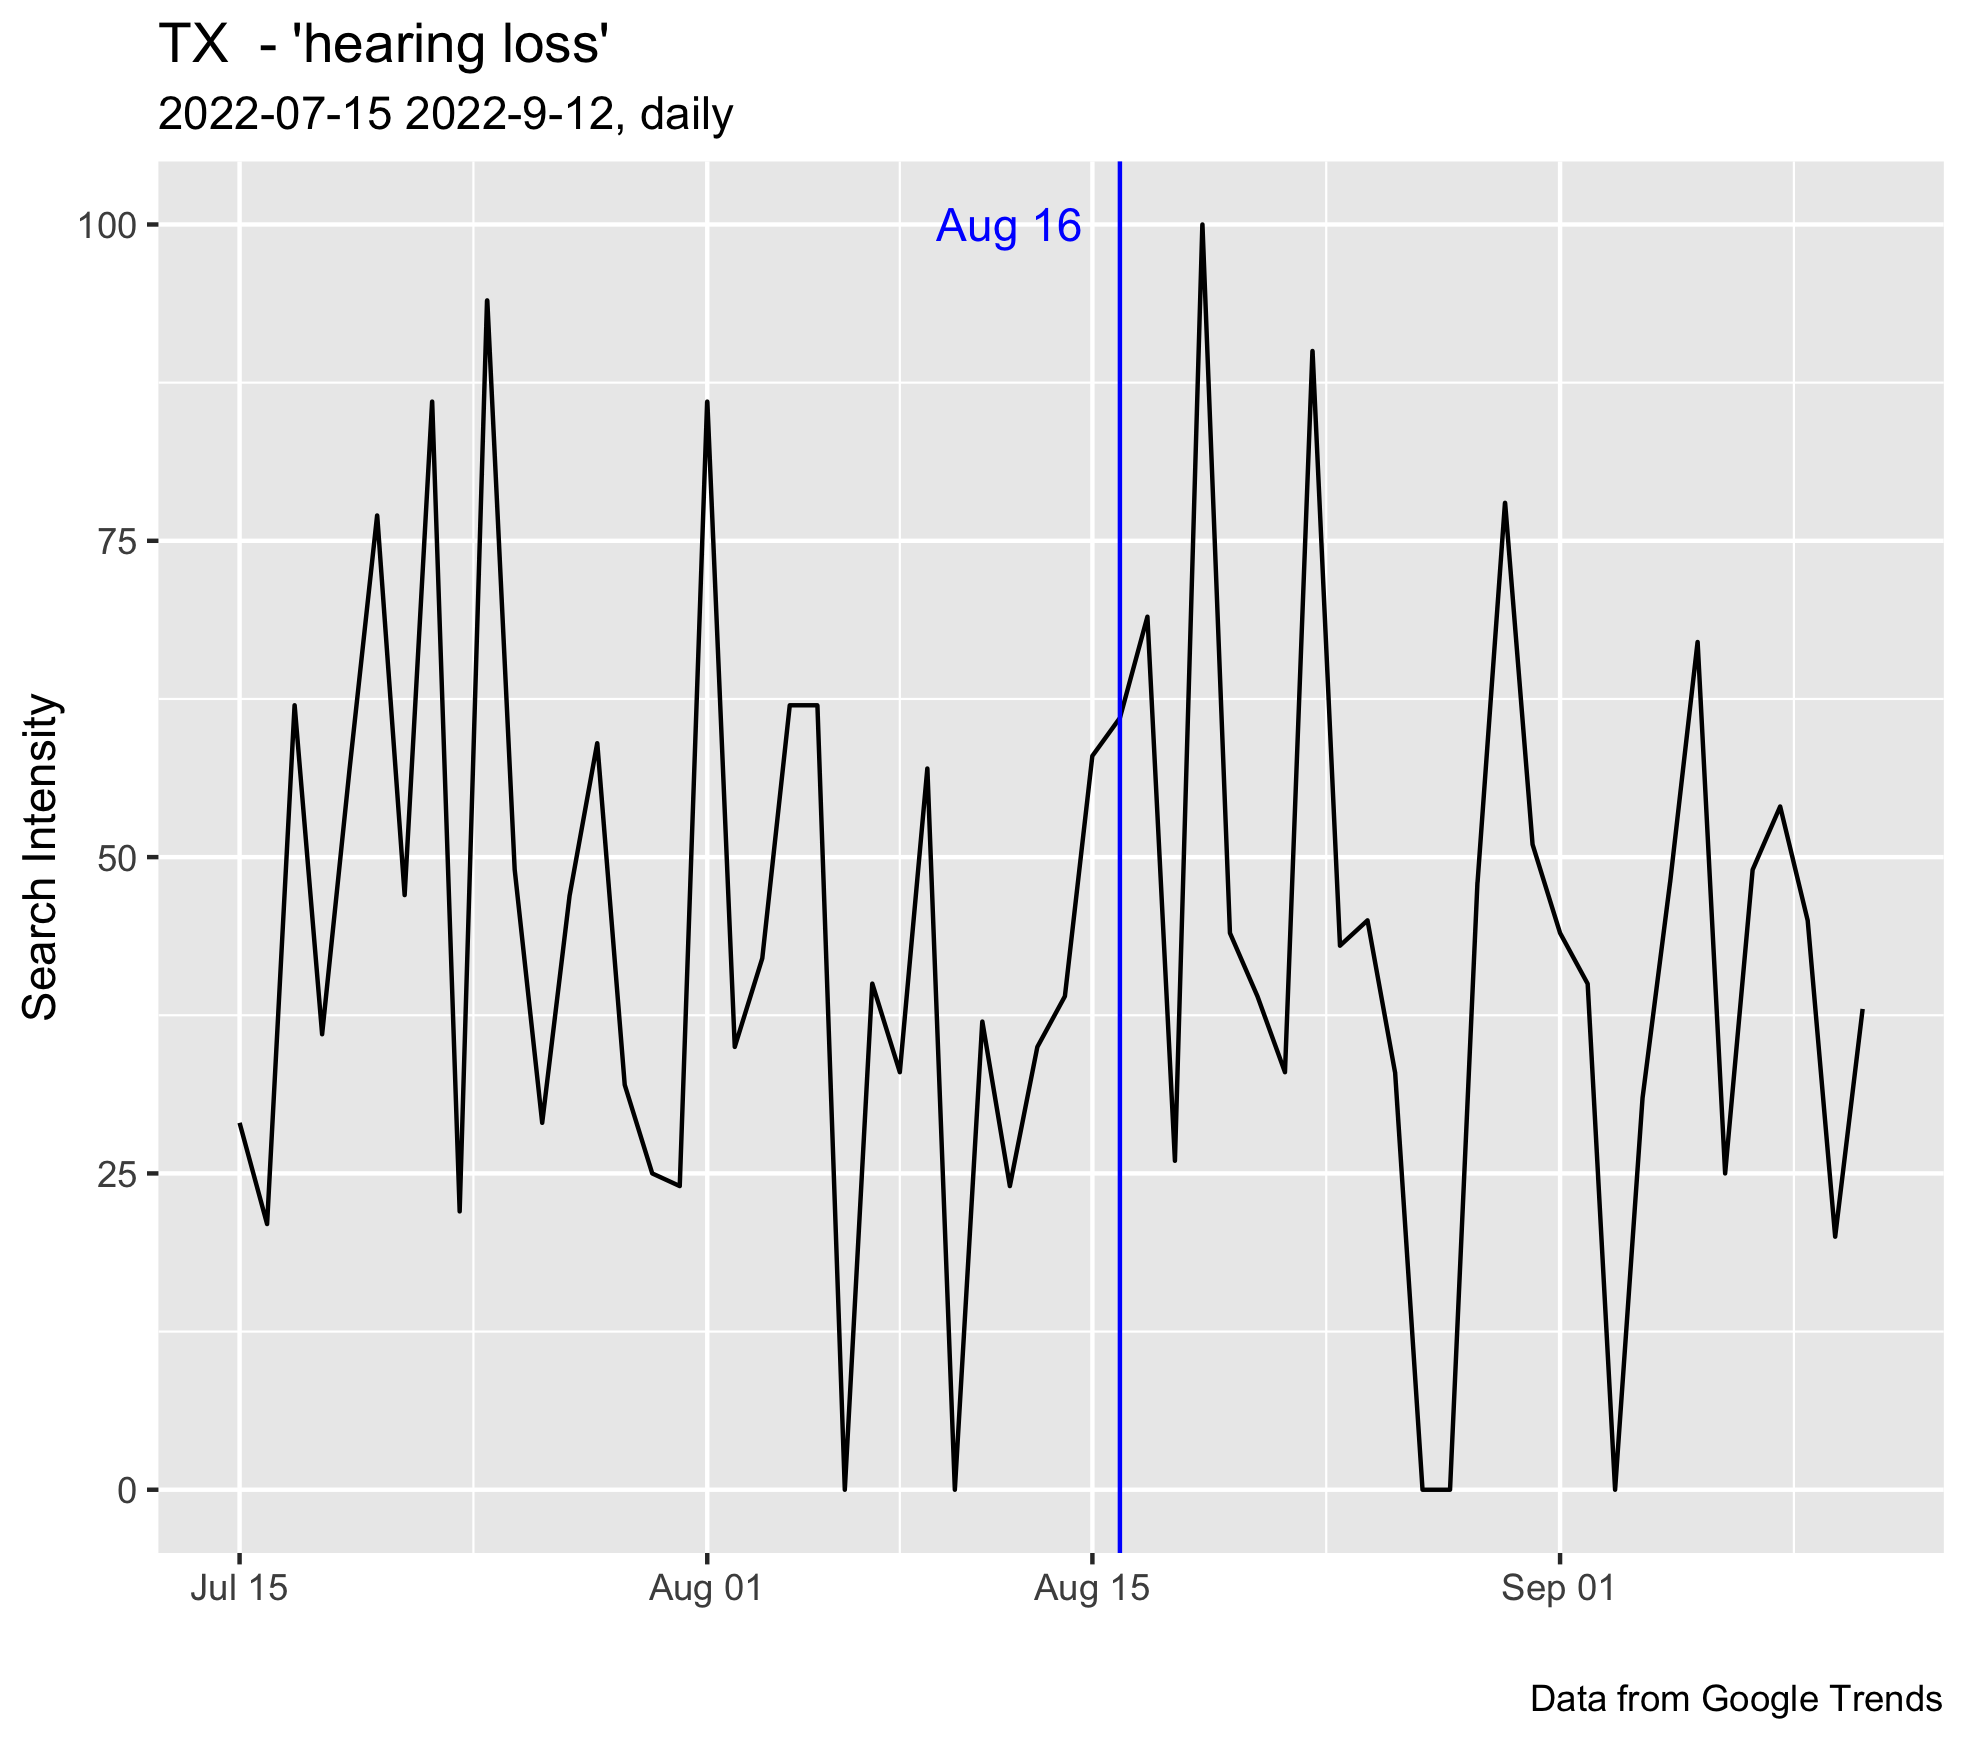 TX  - 'hearing loss'
2022-07-15 2022-9-12, daily
Aug 16
100
75
50
25
0
Search Intensity
Jul 15
Aug 01
Aug 15
Sep 01
Data from Google Trends